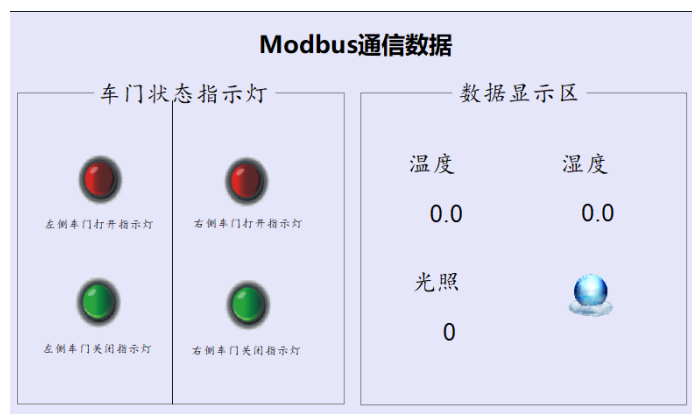 Modbus通信数据
车门状态指示灯
数据显示区
左侧车门打开指示灯
右侧车门打开指示灯
左侧车门关闭指示灯
右侧车门关闭指示灯
温度
湿度
0.0
0.0
光照
0